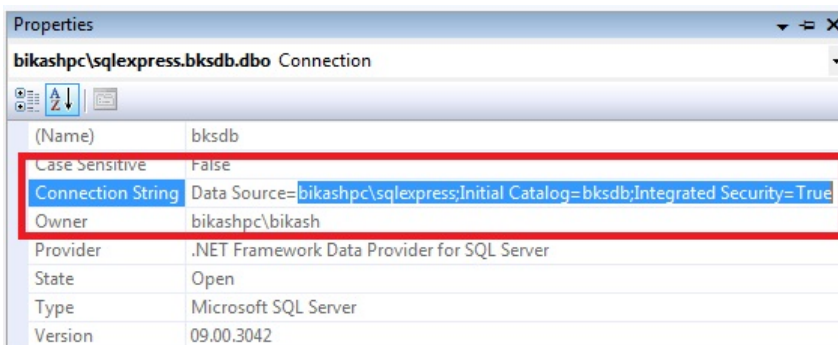 Properties
bikashpc\sqlexpress.bksdb.dbo Connection
(Name) bksdb
Case Sensitive False
Connection String Data Source=bikashpc\sqlexpress;Initial Catalog=bksdb;Integrated Security=True
Owner bikashpc\bikash
Provider .NET Framework Data Provider for SQL Server
State Open
Type Microsoft SQL Server
Version 09.00.3042